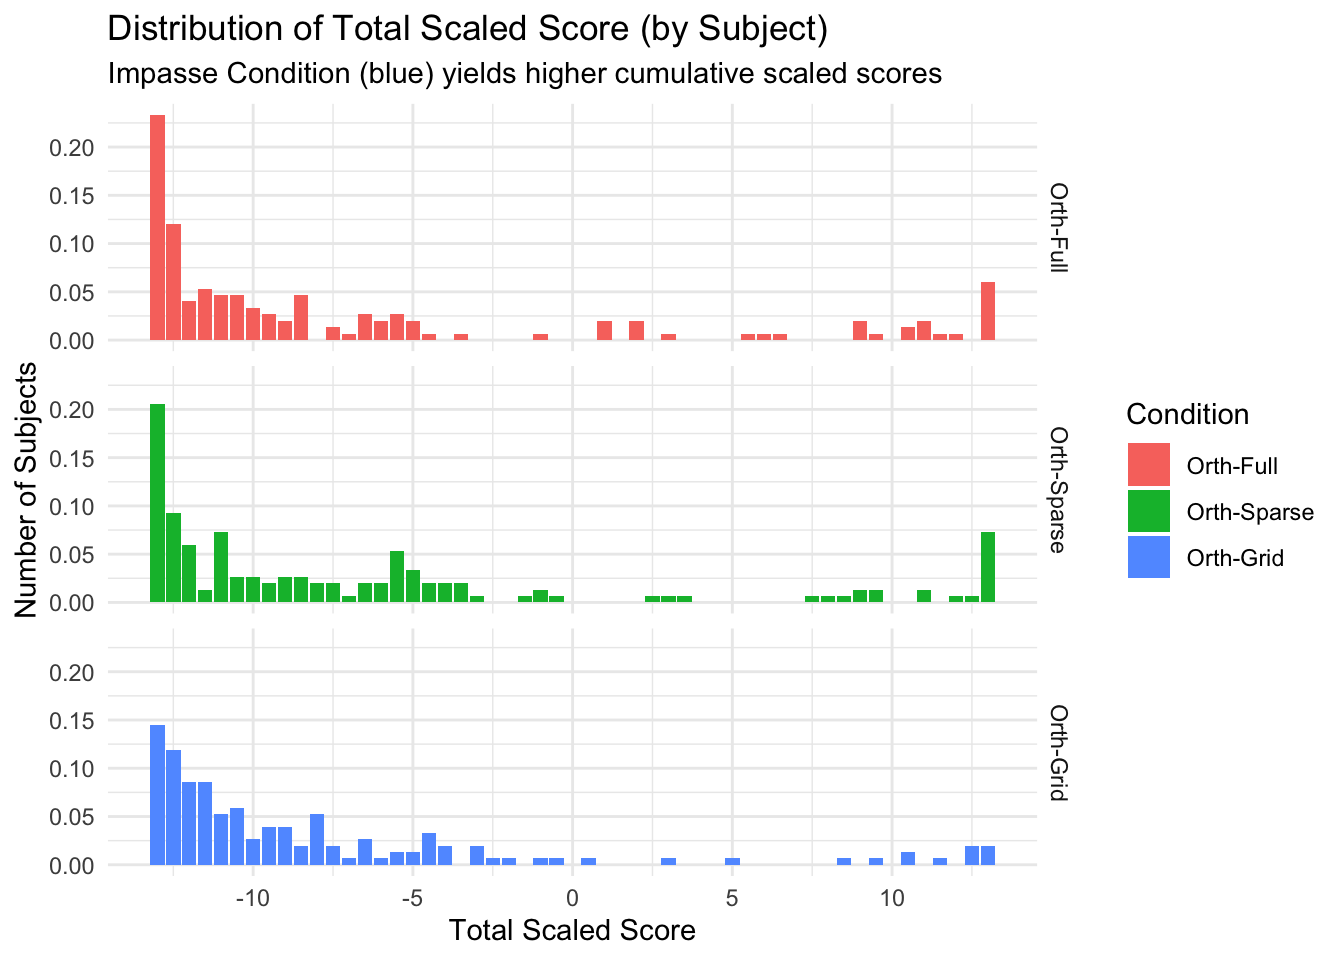 Distribution of Total Scaled Score (by Subject)
Impasse Condition (blue) yields higher cumulative scaled scores
Number of Subjects
0.20
0.15
0.10
0.05
0.00
Orth-Full
0.20
0.15
0.10
0.05
0.00
Orth-Sparse
0.20
0.15
0.10
0.05
0.00
Orth-Grid
-10 -5 0 5 10
Total Scaled Score
Condition
Orth-Full
Orth-Sparse
Orth-Grid